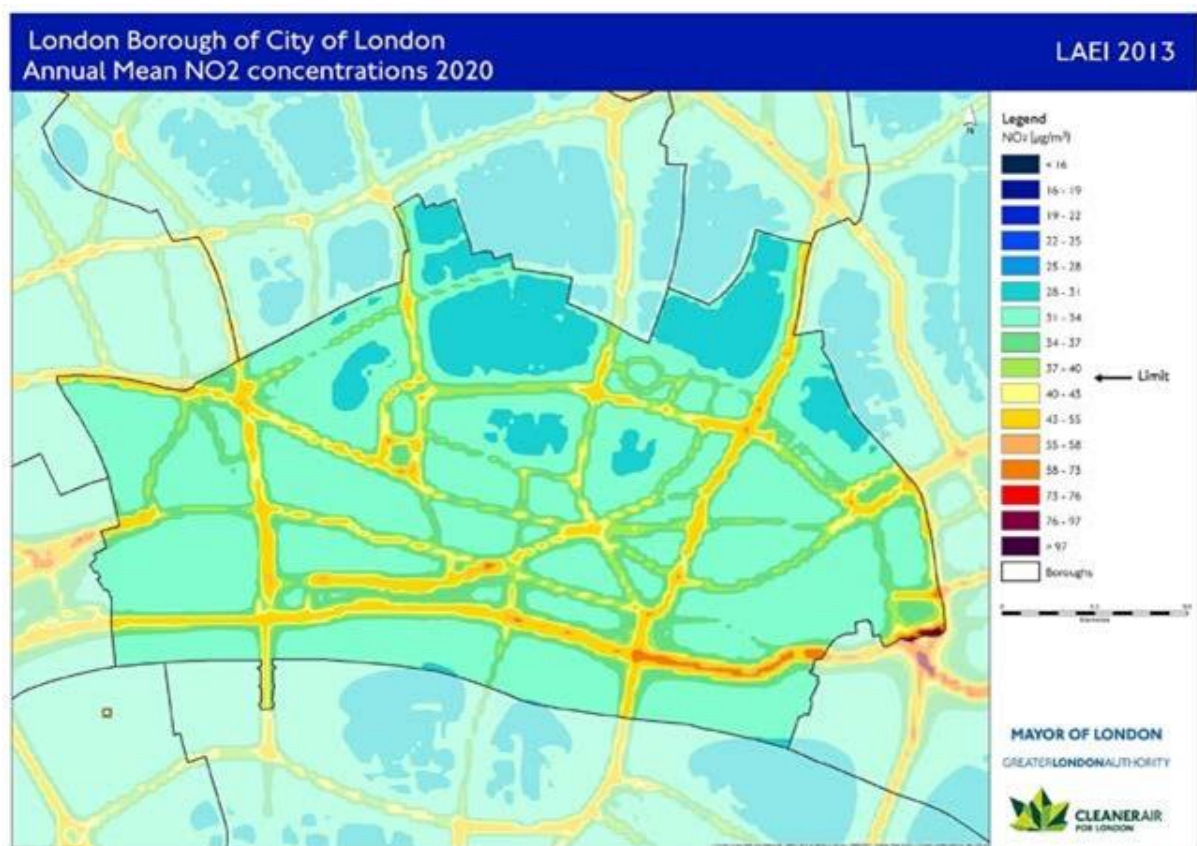 London Borough of City of London
Annual Mean NO2 concentrations 2020
LAEI 2013
N
Legend
NO2 (µg/m³)
< 16
16 - 19
19 - 22
22 - 25
25 - 28
28 - 31
31 - 34
34 - 37
37 - 40
Limit
40 - 43
43 - 55
55 - 58
58 - 73
73 - 76
76 - 97
> 97
Boroughs
MAYOR OF LONDON
GREATERLONDONAUTHORITY
CLEANERAIR
FOR LONDON